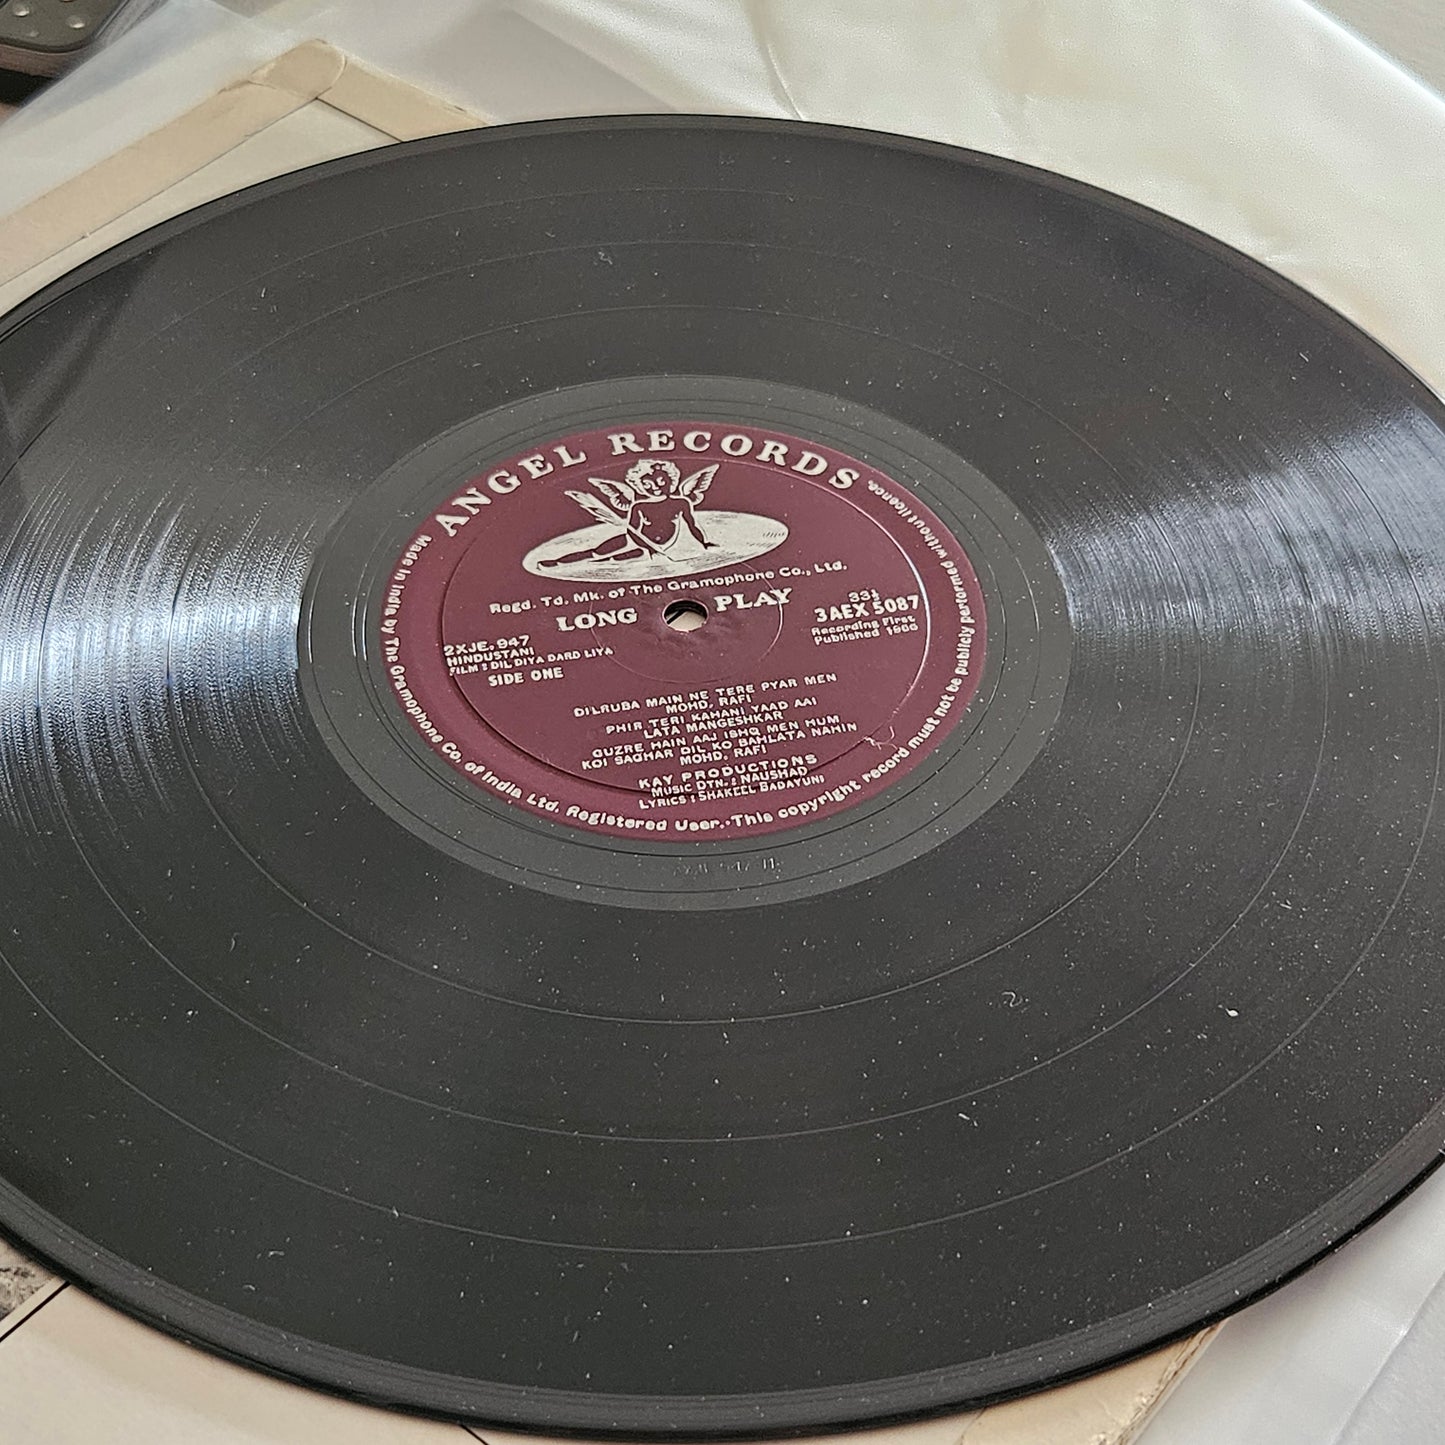 ANGEL RECORDS
Regd. Td. Mk. of The Gramophone Co., Ltd.
LONG PLAY
33⅓
3AEX 5087
Recording First
Published 1966
2XJE. 947
HINDUSTANI
FILM : DIL DIYA DARD LIYA
SIDE ONE
DILRUBA MAIN NE TERE PYAR MEN
MOHD. RAFI
PHIR TERI KAHANI YAAD AAI
LATA MANGESHKAR
GUZRE HAIN AAJ ISHQ MEN HUM
KOI SAGHAR DIL KO BAHLATA NAHIN
MOHD. RAFI
KAY PRODUCTIONS
MUSIC DTN. : NAUSHAD
LYRICS : SHAKEEL BADAYUNI
Made in India by The Gramophone Co. of India Ltd. Registered User. · This copyright record must not be publicly performed without licence.